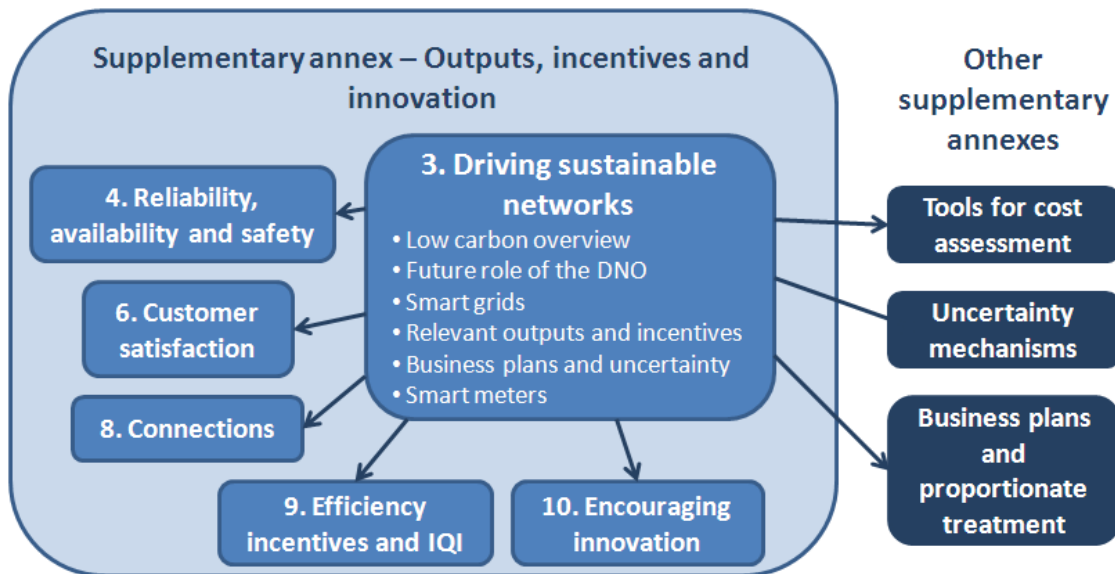 Supplementary annex – Outputs, incentives and
innovation
Other
supplementary
annexes
3. Driving sustainable
networks
• Low carbon overview
• Future role of the DNO
• Smart grids
• Relevant outputs and incentives
• Business plans and uncertainty
• Smart meters
4. Reliability,
availability and safety
6. Customer
satisfaction
8. Connections
9. Efficiency
incentives and IQI
10. Encouraging
innovation
Tools for cost
assessment
Uncertainty
mechanisms
Business plans
and
proportionate
treatment